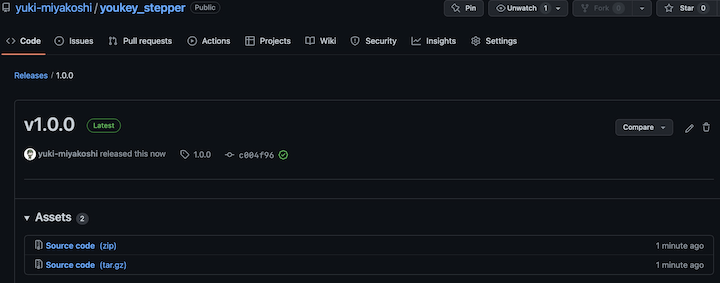 yuki-miyakoshi / youkey_stepper Public Pin Unwatch 1 Fork 0 Star 0
Code Issues Pull requests Actions Projects Wiki Security Insights Settings
Releases / 1.0.0
v1.0.0 Latest Compare
yuki-miyakoshi released this now 1.0.0 c004f96
Assets 2
Source code (zip) 1 minute ago
Source code (tar.gz) 1 minute ago